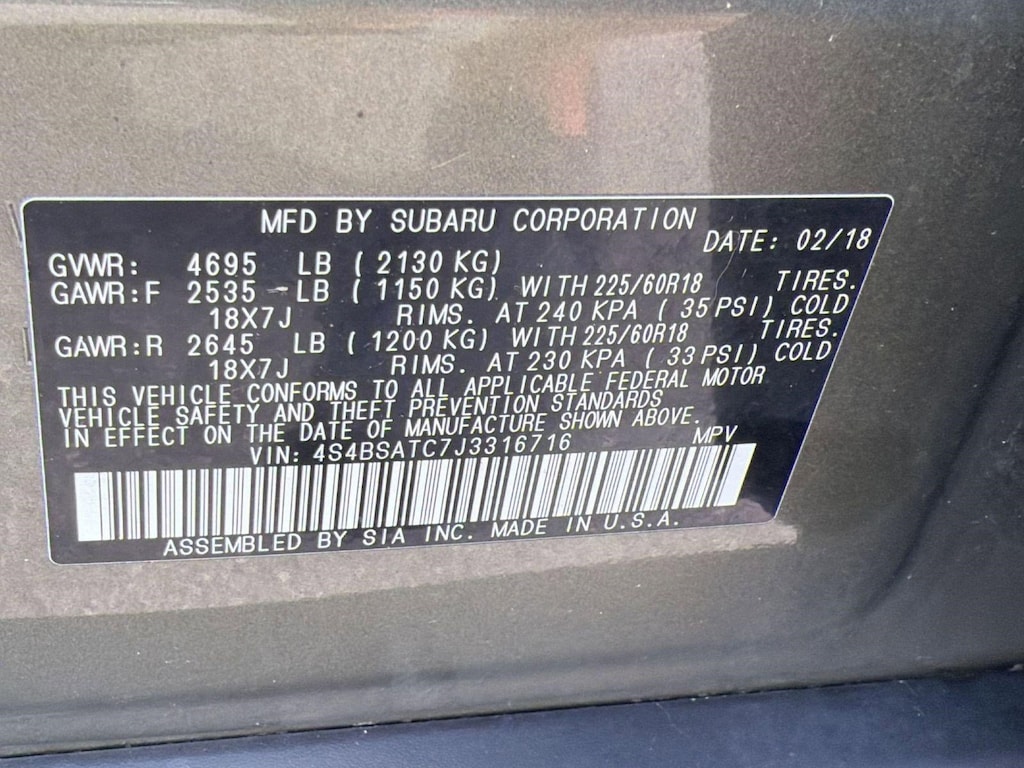 MFD BY SUBARU CORPORATION
DATE: 02/18
GVWR: 4695 LB ( 2130 KG)
GAWR:F 2535 LB ( 1150 KG) WITH 225/60R18 TIRES.
18X7J RIMS. AT 240 KPA ( 35 PSI) COLD
GAWR:R 2645 LB ( 1200 KG) WITH 225/60R18 TIRES.
18X7J RIMS. AT 230 KPA ( 33 PSI) COLD
THIS VEHICLE CONFORMS TO ALL APPLICABLE FEDERAL MOTOR
VEHICLE SAFETY AND THEFT PREVENTION STANDARDS
IN EFFECT ON THE DATE OF MANUFACTURE SHOWN ABOVE.
VIN: 4S4BSATC7J3316716 MPV
ASSEMBLED BY SIA INC. MADE IN U.S.A.